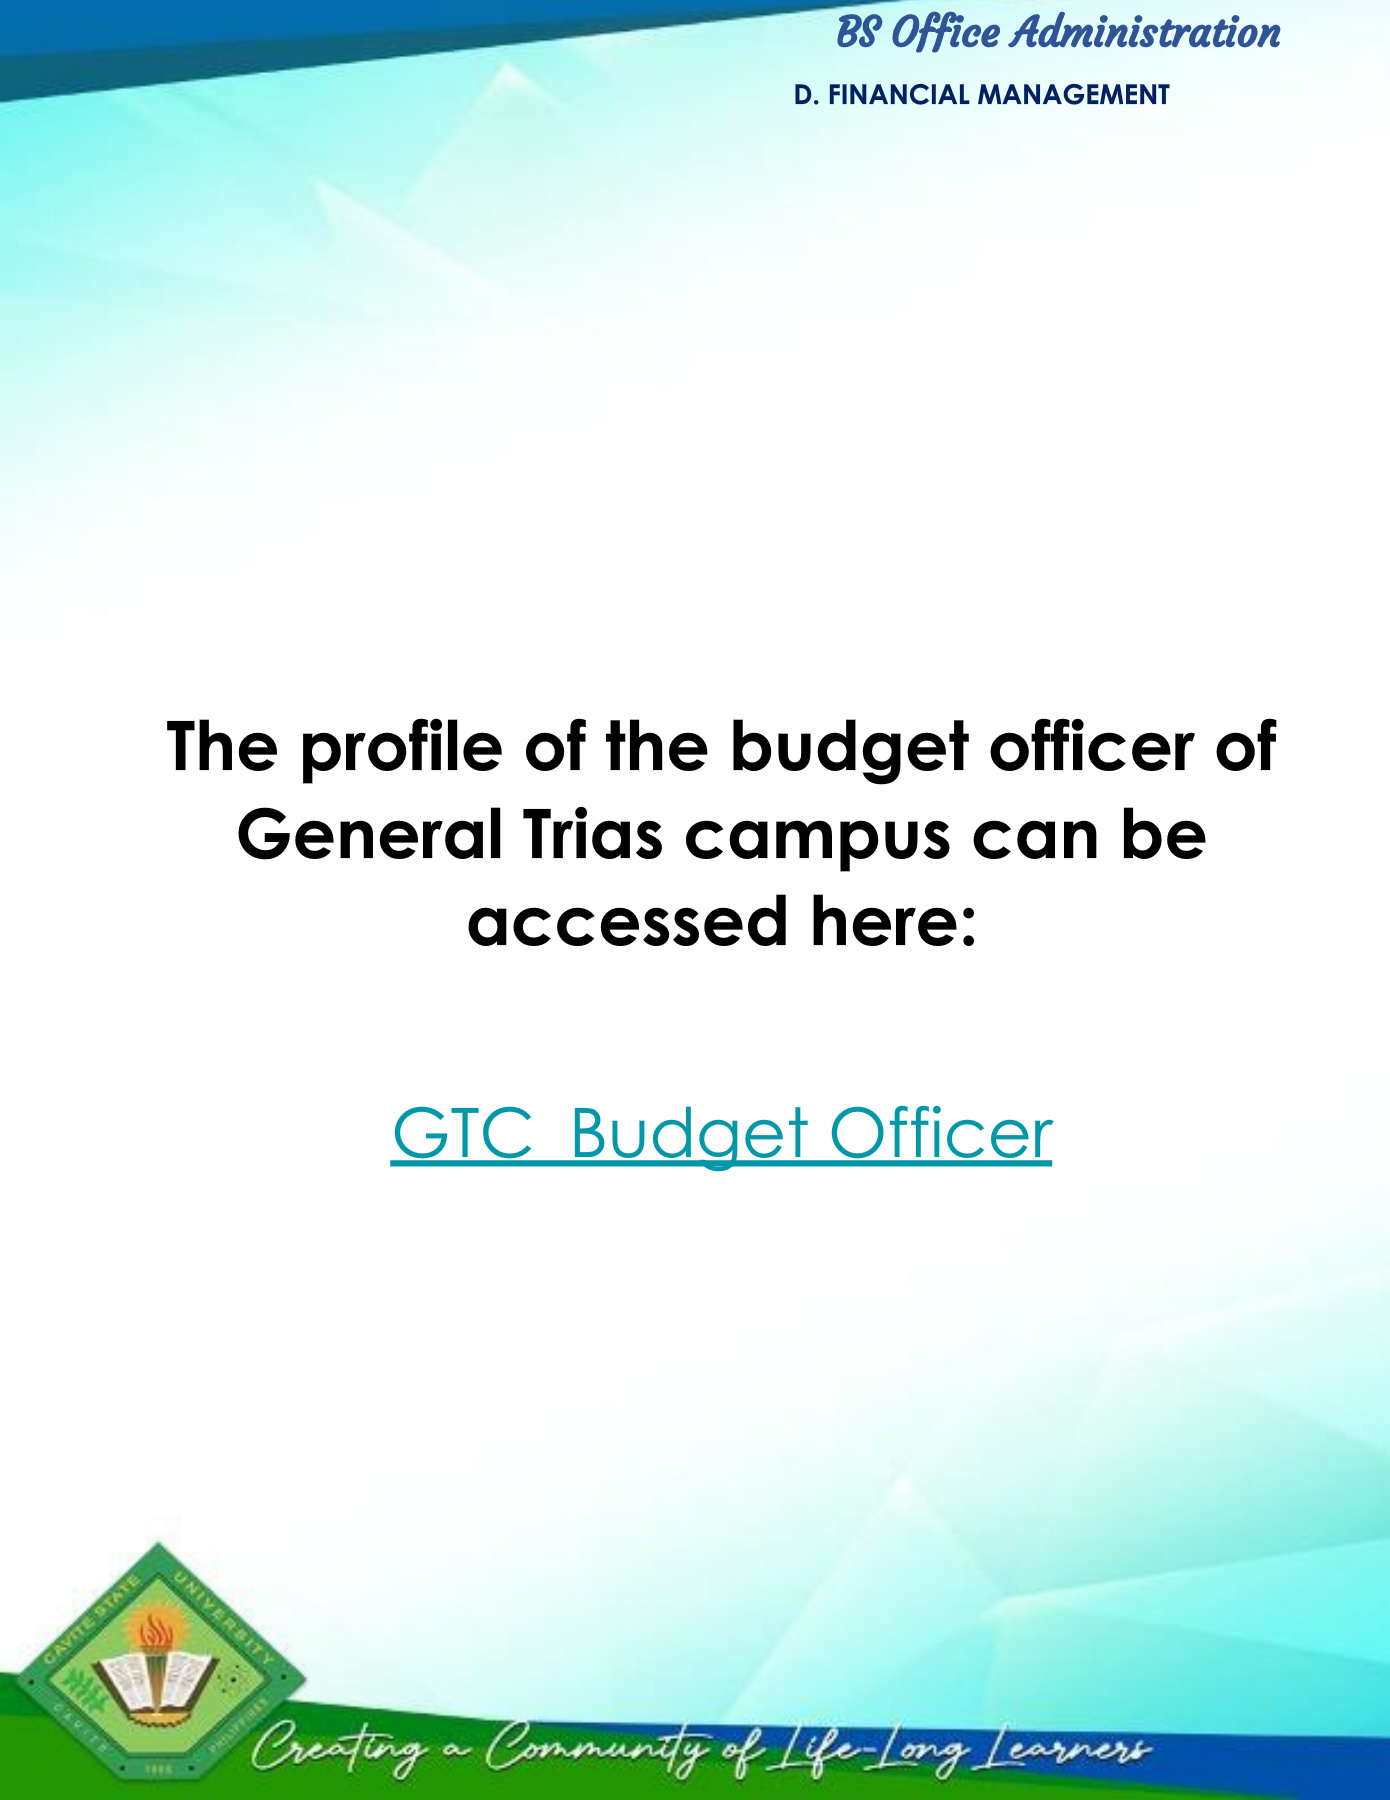 BS Office Administration
D. FINANCIAL MANAGEMENT
The profile of the budget officer of
General Trias campus can be
accessed here:
GTC  Budget Officer
CAVITE STATE UNIVERSITY
CAVITE
PHILIPPINES
1906
Creating a Community of Life-Long Learners